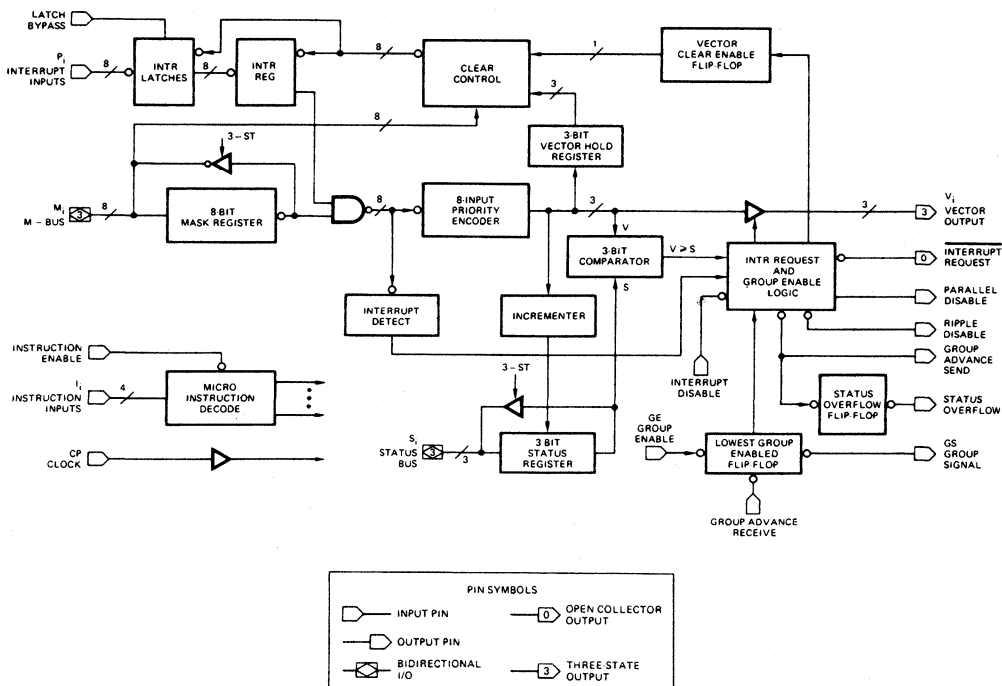 LATCH
BYPASS
Pi
INTERRUPT
INPUTS
8
INTR
LATCHES
8
INTR
REG
8
CLEAR
CONTROL
1
VECTOR
CLEAR ENABLE
FLIP-FLOP
8
3
3-BIT
VECTOR HOLD
REGISTER
3-ST
Mi
M-BUS
3
8
8-BIT
MASK REGISTER
8
8-INPUT
PRIORITY
ENCODER
3
3
3
Vi
VECTOR
OUTPUT
V
3-BIT
COMPARATOR
V ≥ S
S
INTR REQUEST
AND
GROUP ENABLE
LOGIC
0
INTERRUPT
REQUEST
PARALLEL
DISABLE
RIPPLE
DISABLE
GROUP
ADVANCE
SEND
INTERRUPT
DETECT
INCREMENTER
INTERRUPT
DISABLE
INSTRUCTION
ENABLE
Ii
INSTRUCTION
INPUTS
4
MICRO
INSTRUCTION
DECODE
3-ST
STATUS
OVERFLOW
FLIP-FLOP
STATUS
OVERFLOW
CP
CLOCK
Si
STATUS
BUS
3
3
3-BIT
STATUS
REGISTER
GE
GROUP
ENABLE
LOWEST GROUP
ENABLED
FLIP-FLOP
GS
GROUP
SIGNAL
GROUP ADVANCE
RECEIVE
PIN SYMBOLS
INPUT PIN
0
OPEN COLLECTOR
OUTPUT
OUTPUT PIN
BIDIRECTIONAL
I/O
3
THREE-STATE
OUTPUT